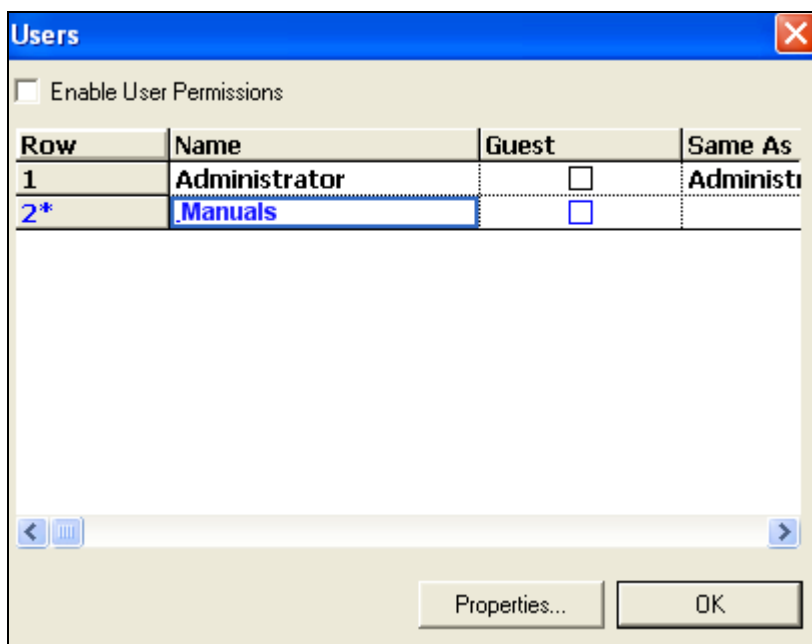 Users
Enable User Permissions
Row Name Guest Same As
1 Administrator Administr
2* .Manuals
Properties... OK